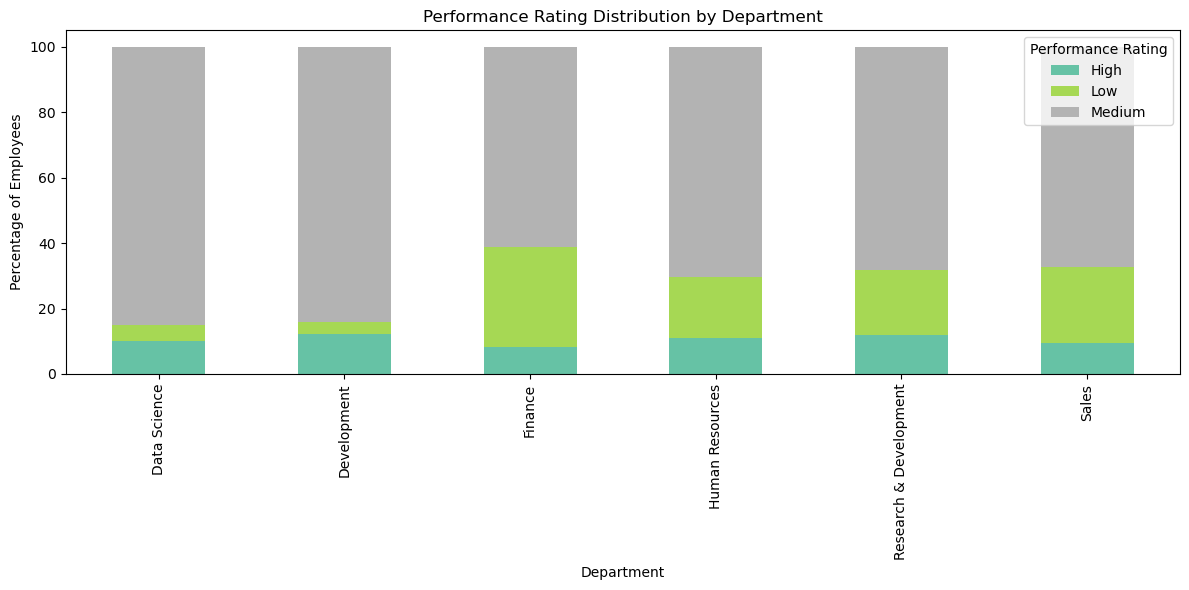 Performance Rating Distribution by Department
Percentage of Employees
100
80
60
40
20
0
Performance Rating
High
Low
Medium
Data Science
Development
Finance
Human Resources
Research & Development
Sales
Department